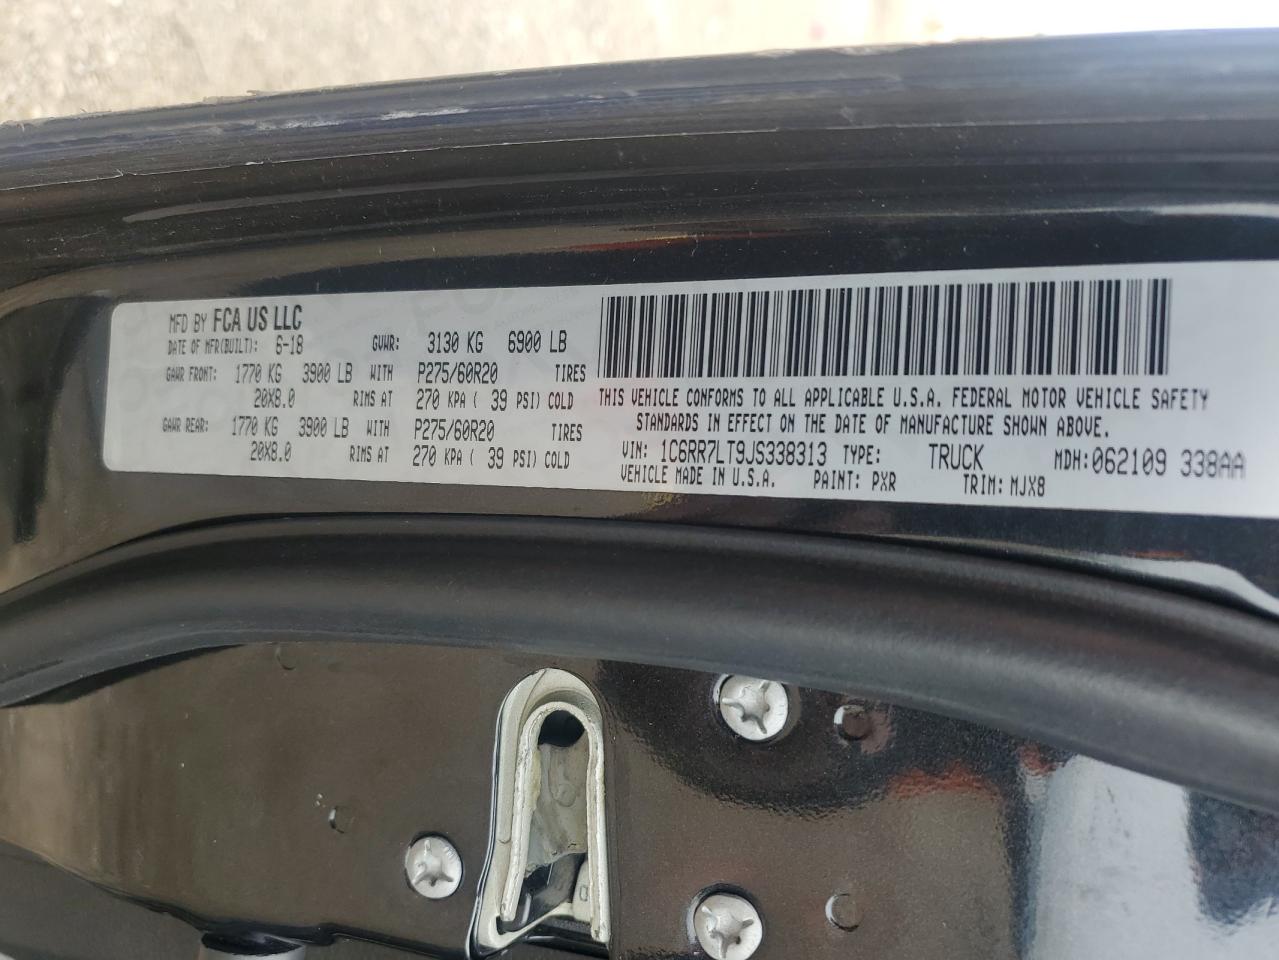 MFD BY FCA US LLC
DATE OF MFR(BUILT): 6-18 GVWR: 3130 KG 6900 LB
GAWR FRONT: 1770 KG 3900 LB WITH P275/60R20 TIRES
20X8.0 RIMS AT 270 KPA ( 39 PSI) COLD
GAWR REAR: 1770 KG 3900 LB WITH P275/60R20 TIRES
20X8.0 RIMS AT 270 KPA ( 39 PSI) COLD
THIS VEHICLE CONFORMS TO ALL APPLICABLE U.S.A. FEDERAL MOTOR VEHICLE SAFETY
STANDARDS IN EFFECT ON THE DATE OF MANUFACTURE SHOWN ABOVE.
VIN: 1C6RR7LT9JS338313 TYPE: TRUCK MDH: 062109 338AA
VEHICLE MADE IN U.S.A. PAINT: PXR TRIM: MJX8